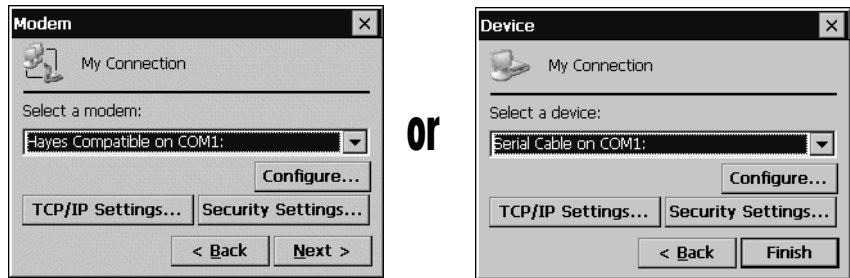 Modem
My Connection
Select a modem:
Hayes Compatible on COM1:
Configure...
TCP/IP Settings... Security Settings...
< Back Next >
or
Device
My Connection
Select a device:
Serial Cable on COM1:
Configure...
TCP/IP Settings... Security Settings...
< Back Finish